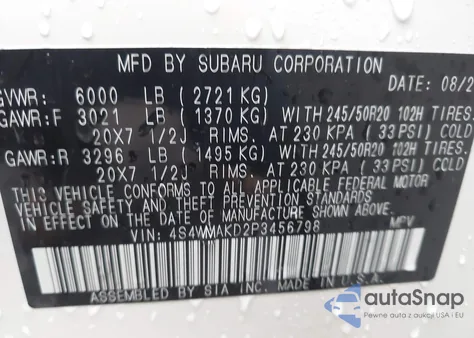 MFD BY SUBARU CORPORATION
DATE: 08/2
GVWR: 6000 LB (2721 KG)
GAWR:F 3021 LB (1370 KG) WITH 245/50R20 102H TIRES.
20X7 1/2J RIMS. AT 230 KPA (33PSI) COLD
GAWR:R 3296 LB (1495 KG) WITH 245/50R20 102H TIRES.
20X7 1/2J RIMS. AT 230 KPA (33PSI) COLD
THIS VEHICLE CONFORMS TO ALL APPLICABLE FEDERAL MOTOR
VEHICLE SAFETY AND THEFT PREVENTION STANDARDS
IN EFFECT ON THE DATE OF MANUFACTURE SHOWN ABOVE.
VIN: 4S4WMAKD2P3456798 MPV
ASSEMBLED BY SIA INC. MADE IN U.S.A.
autoSnap
Pewne auta z aukcji USA i EU